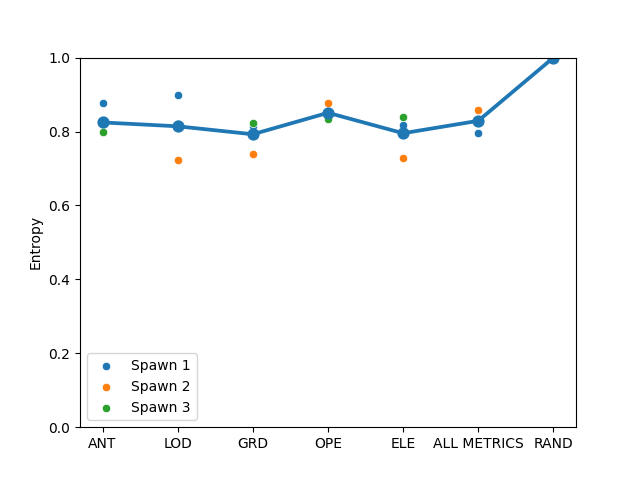 1.0
0.8
0.6
0.4
0.2
0.0
Entropy
Spawn 1
Spawn 2
Spawn 3
ANT LOD GRD OPE ELE ALL METRICS RAND